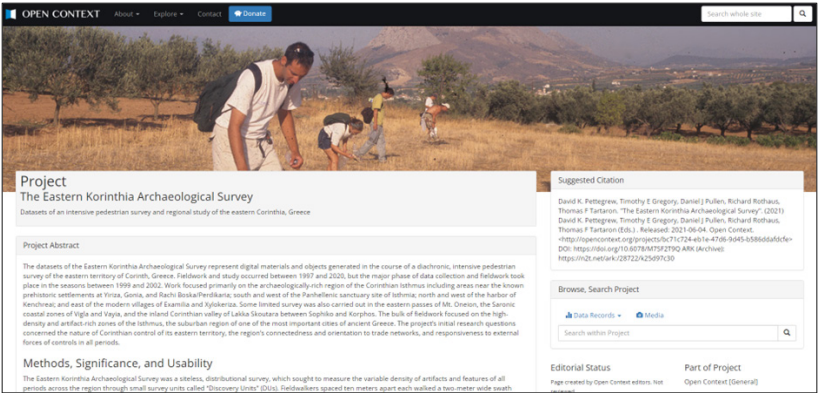 OPEN CONTEXT About Explore Contact Donate Search whole site
Project
The Eastern Korinthia Archaeological Survey
Datasets of an intensive pedestrian survey and regional study of the eastern Corinthia, Greece
Project Abstract
The datasets of the Eastern Korinthia Archaeological Survey represent digital materials and objects generated in the course of a diachronic, intensive pedestrian
survey of the eastern territory of Corinth, Greece. Fieldwork and study occurred between 1997 and 2020, but the major phase of data collection and fieldwork took
place in the seasons between 1999 and 2002. Work focused primarily on the archaeologically-rich region of the Corinthian Isthmus including areas near the known
prehistoric settlements at Yiriza, Gonia, and Rachi Boska/Perdikaria; south and west of the Panhellenic sanctuary site of Isthmia; north and west of the harbor of
Kenchreai; and east of the modern villages of Examilia and Xylokeriza. Some limited survey was also carried out in the eastern passes of Mt. Oneion, the Saronic
coastal zones of Vigla and Vayia, and the inland Corinthian valley of Lakka Skoutara between Sophiko and Korphos. The bulk of fieldwork focused on the high-
density and artifact-rich zones of the Isthmus, the suburban region of one of the most important cities of ancient Greece. The project's initial research questions
concerned the nature of Corinthian control of its eastern territory, the region's connectedness and orientation to trade networks, and responsiveness to external
forces of controls in all periods.
Methods, Significance, and Usability
The Eastern Korinthia Archaeological Survey was a siteless, distributional survey, which sought to measure the variable density of artifacts and features of all
periods across the region through small survey units called "Discovery Units" (DUs). Fieldwalkers spaced ten meters apart each walked a two-meter wide swath
Suggested Citation
David K. Pettegrew, Timothy E Gregory, Daniel J Pullen, Richard Rothaus,
Thomas F Tartaron. "The Eastern Korinthia Archaeological Survey". (2021)
David K. Pettegrew, Timothy E Gregory, Daniel J Pullen, Richard Rothaus,
Thomas F Tartaron (Eds.) . Released: 2021-06-04. Open Context.
<http://opencontext.org/projects/bc71c724-eb1e-47d6-9d45-b586ddafdcfe>
DOI: https://doi.org/10.6078/M75F2T9Q ARK (Archive):
https://n2t.net/ark:/28722/k25d97c30
Browse, Search Project
Data Records Media
Search within Project
Editorial Status
Page created by Open Context editors. Not
reviewed
Part of Project
Open Context [General]